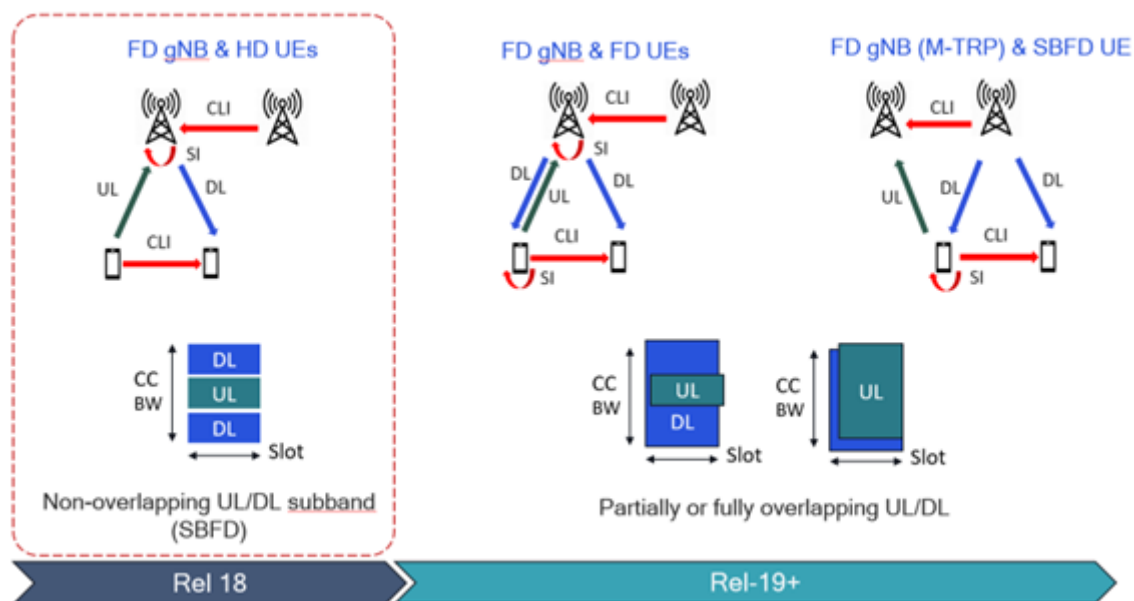 FD gNB & HD UEs
CLI
SI
UL
DL
CLI
DL
UL
DL
CC
BW
Slot
Non-overlapping UL/DL subband
(SBFD)
FD gNB & FD UEs
CLI
SI
DL
UL
DL
CLI
SI
UL
DL
CC
BW
Slot
FD gNB (M-TRP) & SBFD UE
CLI
UL
DL
DL
CLI
SI
UL
CC
BW
Slot
Partially or fully overlapping UL/DL
Rel 18
Rel-19+